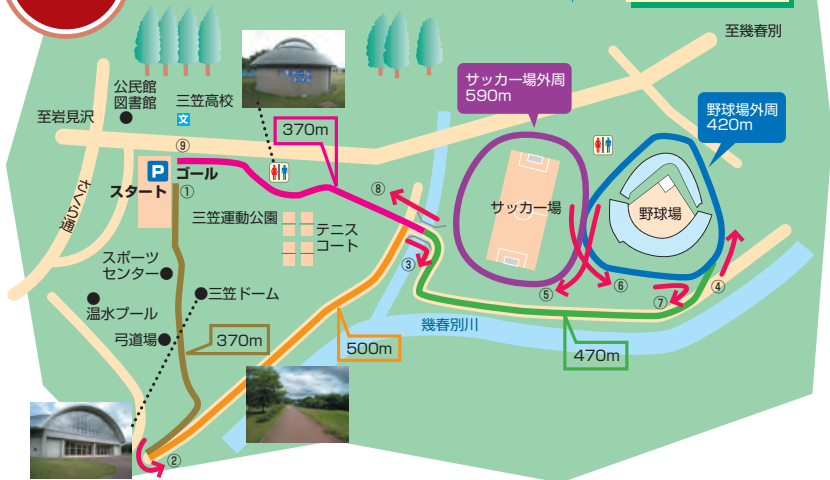 至幾春別
サッカー場外周
590m
野球場外周
420m
公民館
図書館
三笠高校
文
至岩見沢
370m
⑨
P
ゴール
スタート
①
⑧
サッカー場
野球場
三笠運動公園
テニス
コート
③
スポーツ
センター
三笠ドーム
⑤
⑥
⑦
④
温水プール
幾春別川
弓道場
370m
500m
470m
②